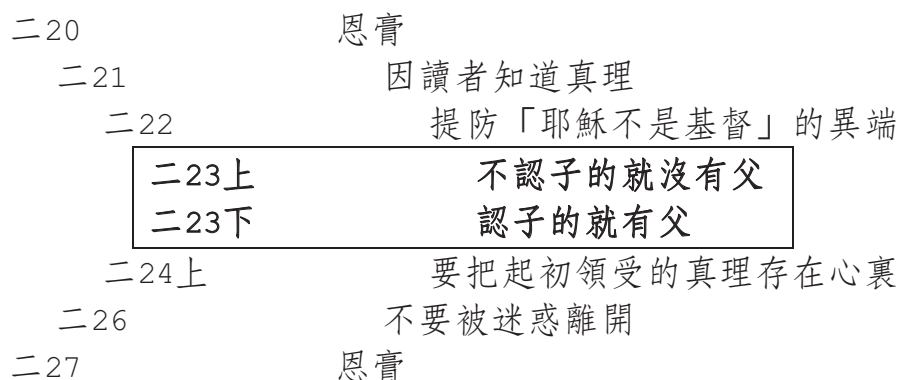 二20 恩膏
二21 因讀者知道真理
二22 提防「耶穌不是基督」的異端
二23上 不認子的就沒有父
二23下 認子的就有父
二24上 要把起初領受的真理存在心裏
二26 不要被迷惑離開
二27 恩膏